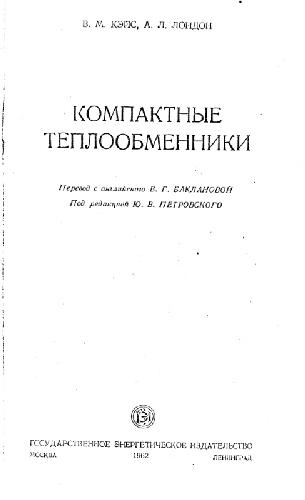 В. М. КЭЙС, А. Л. ЛОНДОН
КОМПАКТНЫЕ
ТЕПЛООБМЕННИКИ
Перевод с английского В. Г. БАКЛАНОВОЙ
Под редакцией Ю. В. ПЕТРОВСКОГО
ГОСУДАРСТВЕННОЕ ЭНЕРГЕТИЧЕСКОЕ ИЗДАТЕЛЬСТВО
МОСКВА 1962 ЛЕНИНГРАД